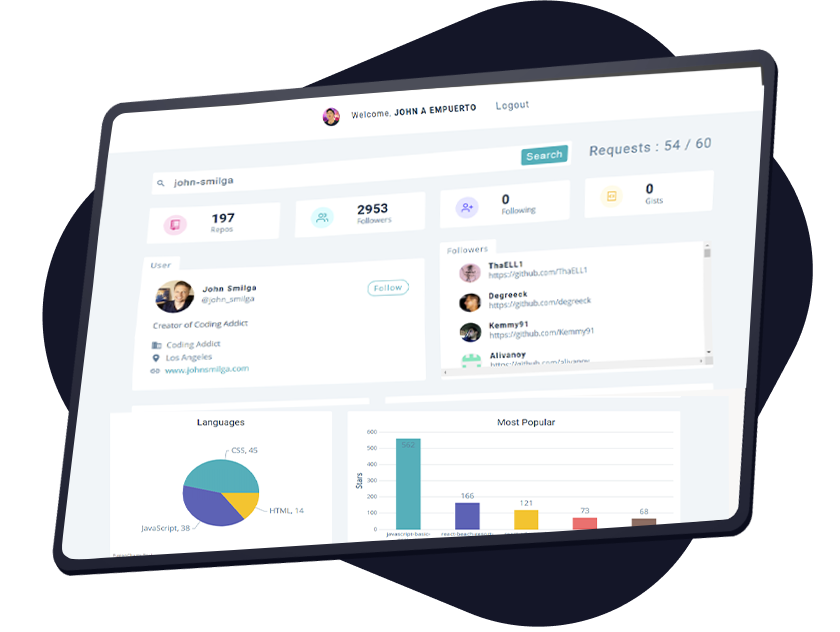 Welcome, JOHN A EMPUERTO
Logout
john-smilga
Search
Requests : 54 / 60
197
Repos
2953
Followers
0
Following
0
Gists
User
John Smilga
@john_smilga
Follow
Creator of Coding Addict
Coding Addict
Los Angeles
www.johnsmilga.com
Followers
ThaELL1
https://github.com/ThaELL1
Degreeck
https://github.com/degreeck
Kemmy91
https://github.com/Kemmy91
Alivanoy
https://github.com/alivanoy
Languages
CSS, 45
HTML, 14
JavaScript, 38
Most Popular
Stars
600
500
400
300
200
100
0
562
166
121
73
68
javascript-basic-